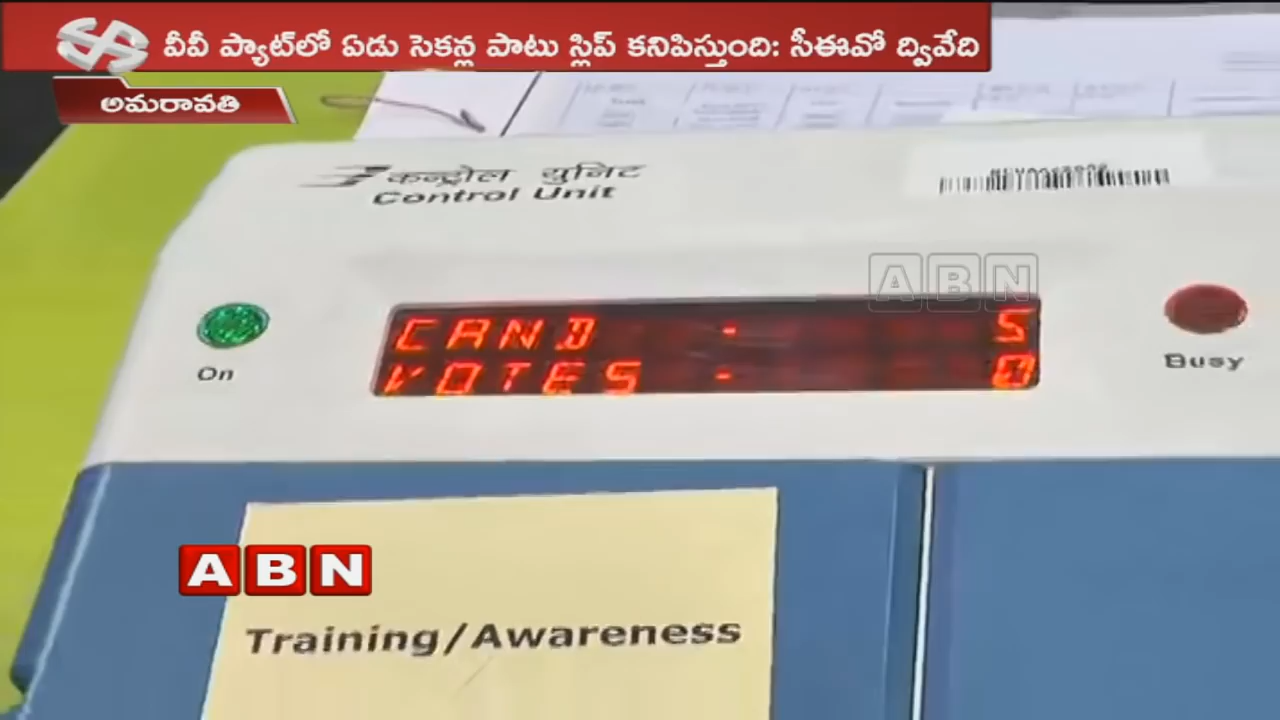 వీవీ ప్యాట్‌లో ఏడు సెకన్ల పాటు స్లిప్ కనిపిస్తుంది: సీఈవో ద్వివేది
అమరావతి
कन्ट्रोल युनिट
Control Unit
ABN
CAND : 5
VOTES - 0
On
Busy
ABN
Training/Awareness